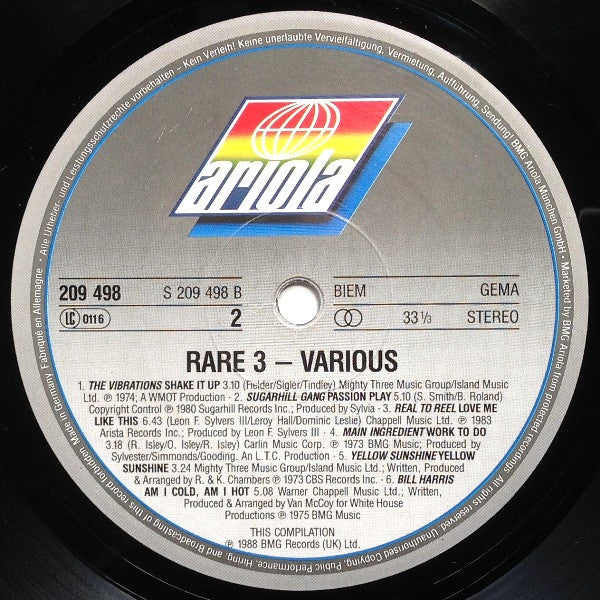 Alle Urheber- und Leistungsschutzrechte vorbehalten – Kein Verleih! Keine unerlaubte Vervielfältigung, Vermietung, Aufführung, Sendung! BMG Ariola München GmbH · Marketed by BMG Ariola
ariola
209 498 S 209 498 B BIEM GEMA
LC 0116 2 33 1/3 STEREO
RARE 3 – VARIOUS
1. THE VIBRATIONS SHAKE IT UP 3.10 (Fielder/Sigler/Tindley) Mighty Three Music Group/Island Music
Ltd. ℗ 1974; A WMOT Production · 2. SUGARHILL GANG PASSION PLAY 5.10 (S. Smith/B. Roland)
Copyright Control ℗ 1980 Sugarhill Records Inc.; Produced by Sylvia · 3. REAL TO REEL LOVE ME
LIKE THIS 6.43 (Leon F. Sylvers III/Leroy Hall/Dominic Leslie) Chappell Music Ltd. ℗ 1983
Arista Records Inc.; Produced by Leon F. Sylvers III · 4. MAIN INGREDIENT WORK TO DO
3.18 (R. Isley/O. Isley/R. Isley) Carlin Music Corp. ℗ 1973 BMG Music; Produced by
Sylvester/Simmonds/Gooding, An L.T.C. Production · 5. YELLOW SUNSHINE YELLOW
SUNSHINE 3.24 Mighty Three Music Group/Island Music Ltd.; Written, Produced
& Arranged by R. & K. Chambers ℗ 1973 CBS Records Inc. · 6. BILL HARRIS
AM I COLD, AM I HOT 5.08 Warner Chappell Music Ltd.; Written,
Produced & Arranged by Van McCoy for White House
Productions ℗ 1975 BMG Music
THIS COMPILATION
℗ 1988 BMG Records (UK) Ltd.
All rights reserved. Unauthorised Copying, Public Performance, Hiring, and Broadcasting of this record forbidden Made in Germany Fabriqué en Allemagne